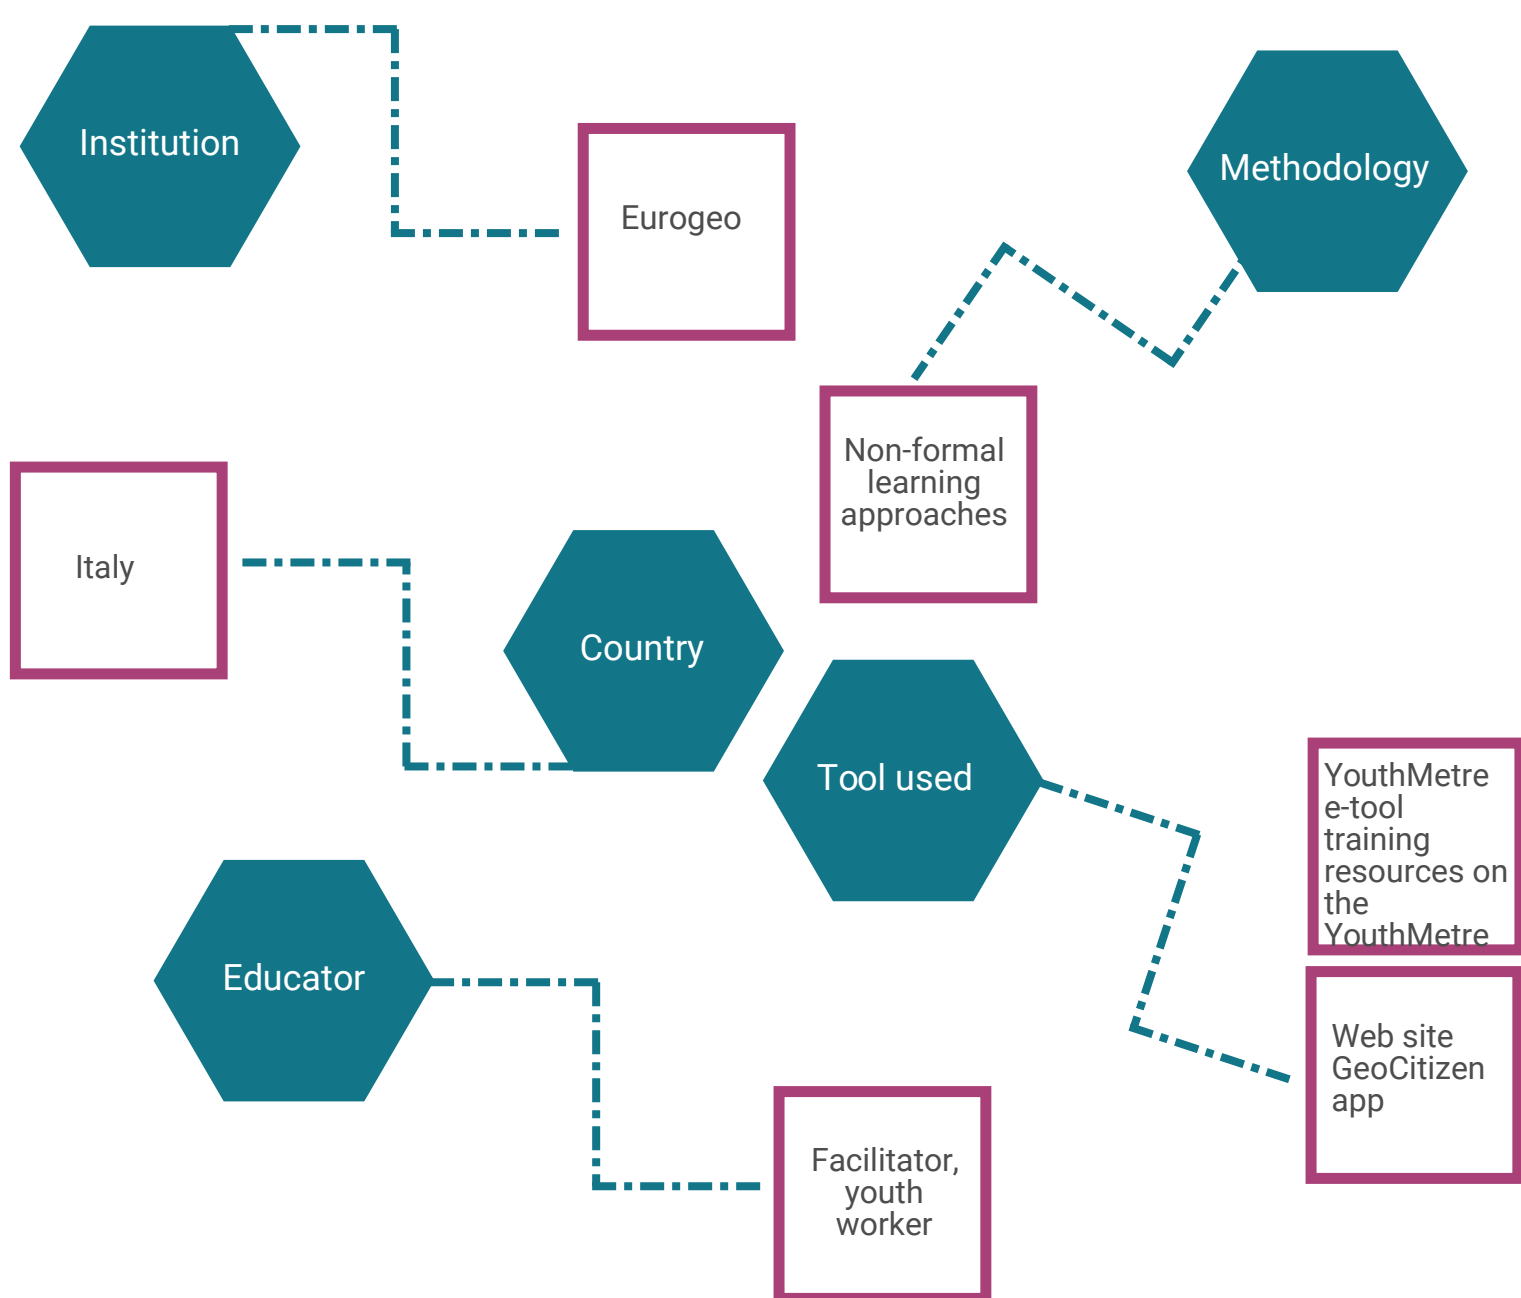 Institution
Eurogeo
Methodology
Non-formal
learning
approaches
Italy
Country
Tool used
YouthMetre
e-tool
training
resources on
the
YouthMetre
Educator
Web site
GeoCitizen
app
Facilitator,
youth
worker